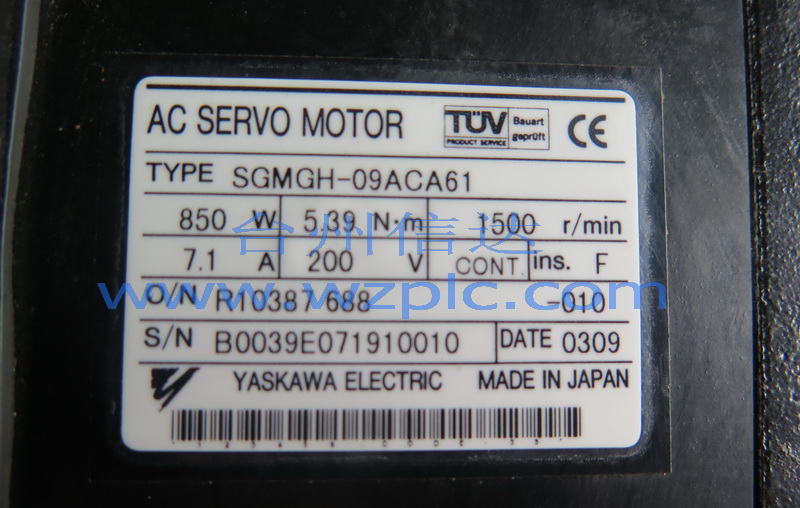 AC SERVO MOTOR TÜV PRODUCT SERVICE Bauart geprüft CE
TYPE SGMGH-09ACA61
850 W 5.39 N·m 1500 r/min
台州信达
7.1 A 200 V CONT. ins. F
www.wzplc.com
O/N R10387688 -010
S/N B0039E071910010 DATE 0309
YASKAWA ELECTRIC MADE IN JAPAN